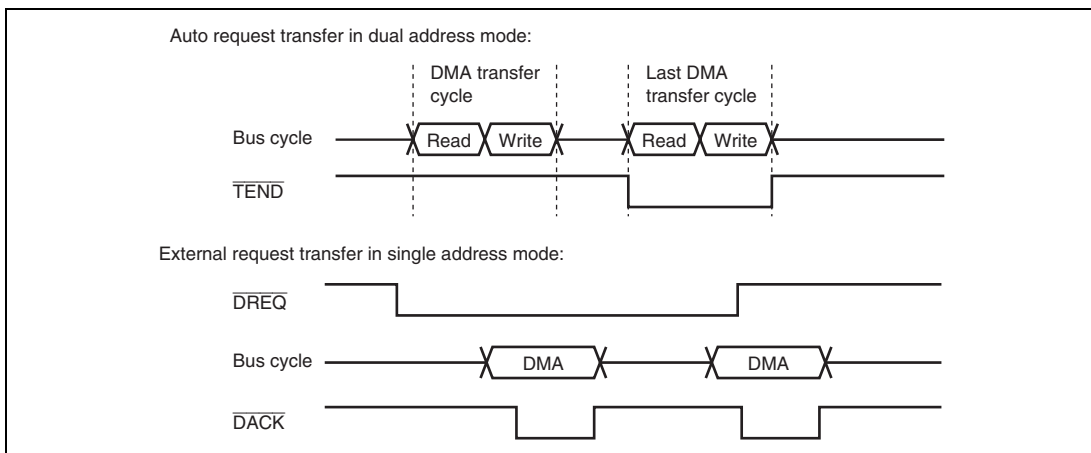 Auto request transfer in dual address mode:
DMA transfer
cycle
Last DMA
transfer cycle
Bus cycle
Read
Write
Read
Write
TEND
External request transfer in single address mode:
DREQ
Bus cycle
DMA
DMA
DACK